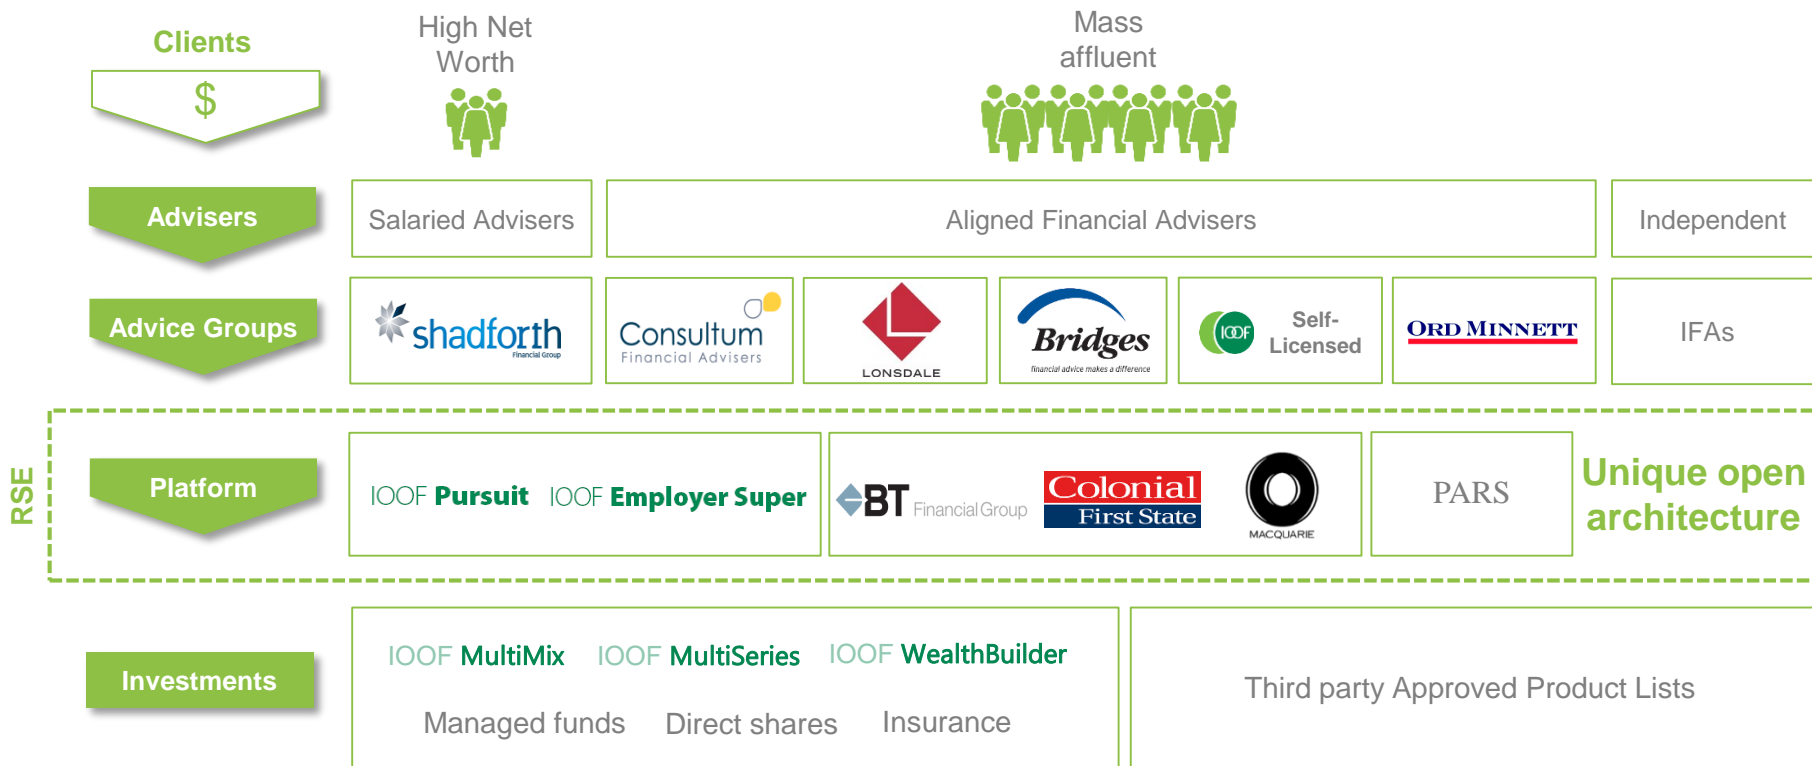 Clients
$
High Net
Worth
Mass
affluent
Advisers
Salaried Advisers
Aligned Financial Advisers
Independent
Advice Groups
shadforth
Financial Group
Consultum
Financial Advisers
LONSDALE
Bridges
financial advice makes a difference
IOOF
Self-
Licensed
ORD MINNETT
IFAs
RSE
Platform
IOOF Pursuit
IOOF Employer Super
BT Financial Group
Colonial
First State
MACQUARIE
PARS
Unique open
architecture
Investments
IOOF MultiMix
IOOF MultiSeries
IOOF WealthBuilder
Managed funds
Direct shares
Insurance
Third party Approved Product Lists